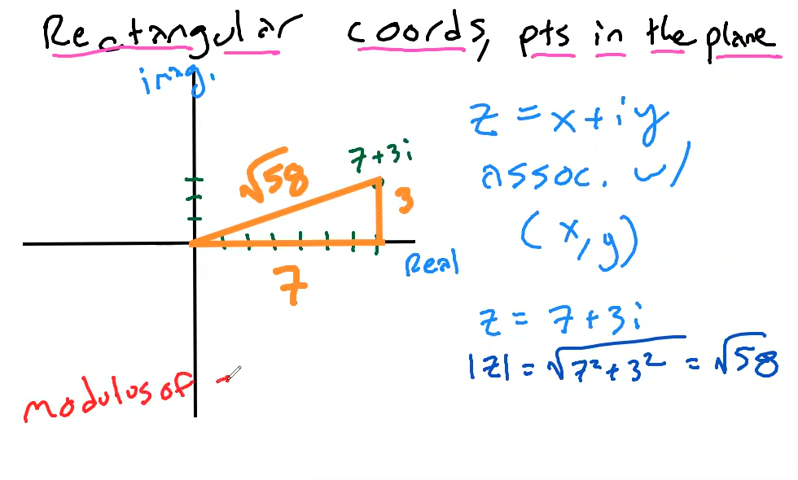 Rectangular coords, pts in the plane
imag.
7+3i
√58
3
7
Real
z = x+iy
assoc. w/
(x,y)
z = 7+3i
|z| = √7²+3² = √58
modulus of